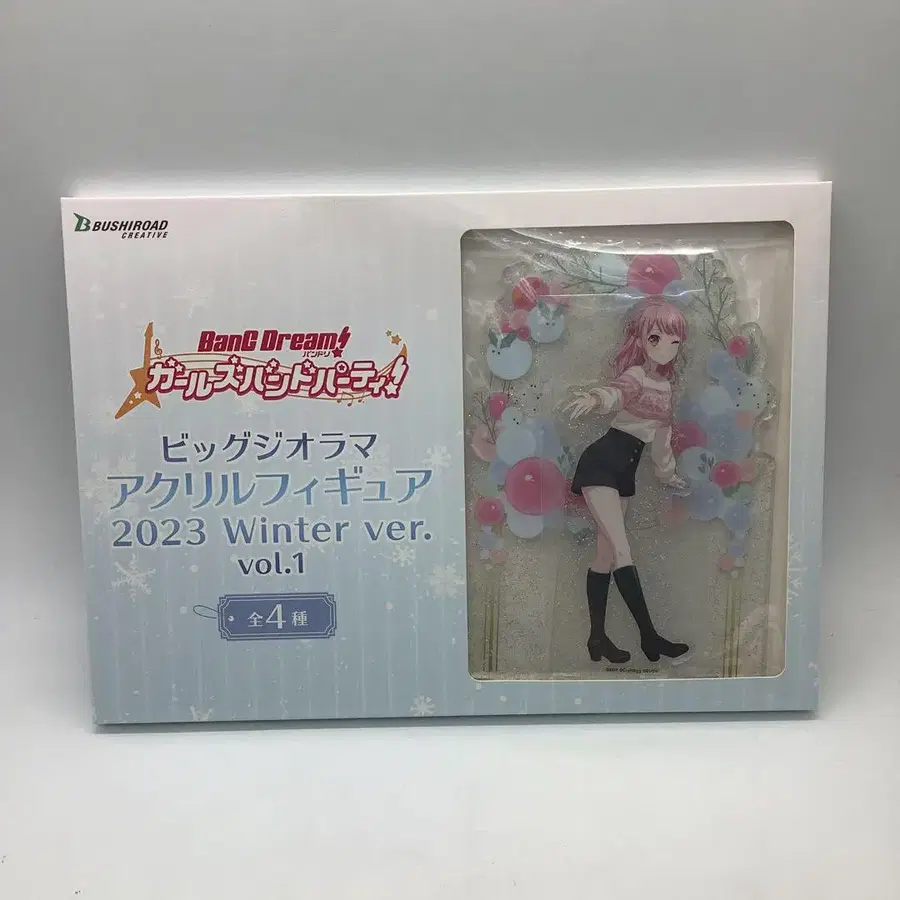 BUSHIROAD
CREATIVE
BanG Dream!
バンドリ
ガールズバンドパーティ!
ビッグジオラマ
アクリルフィギュア
2023 Winter ver.
vol.1
全4種